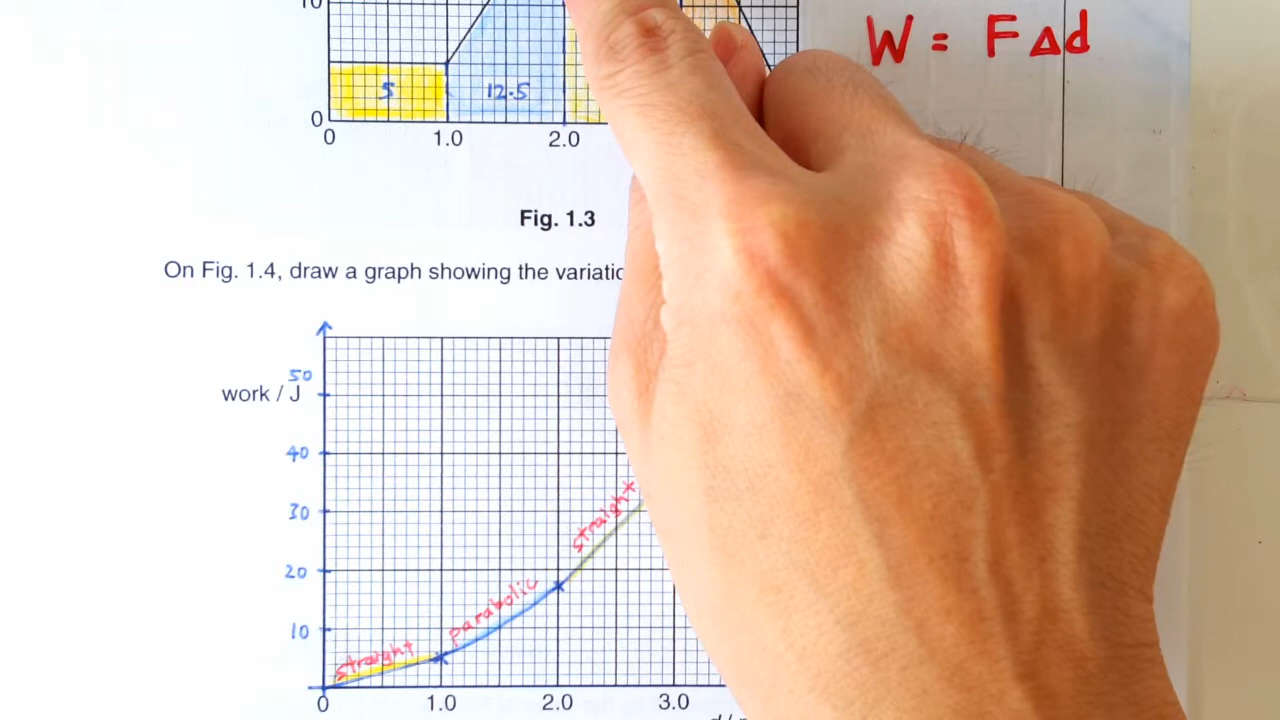 10
W = FΔd
5
12.5
0
0 1.0 2.0
Fig. 1.3
On Fig. 1.4, draw a graph showing the
50
work / J
40
30
20
10
straight
parabolic
straight
0 1.0 2.0 3.0